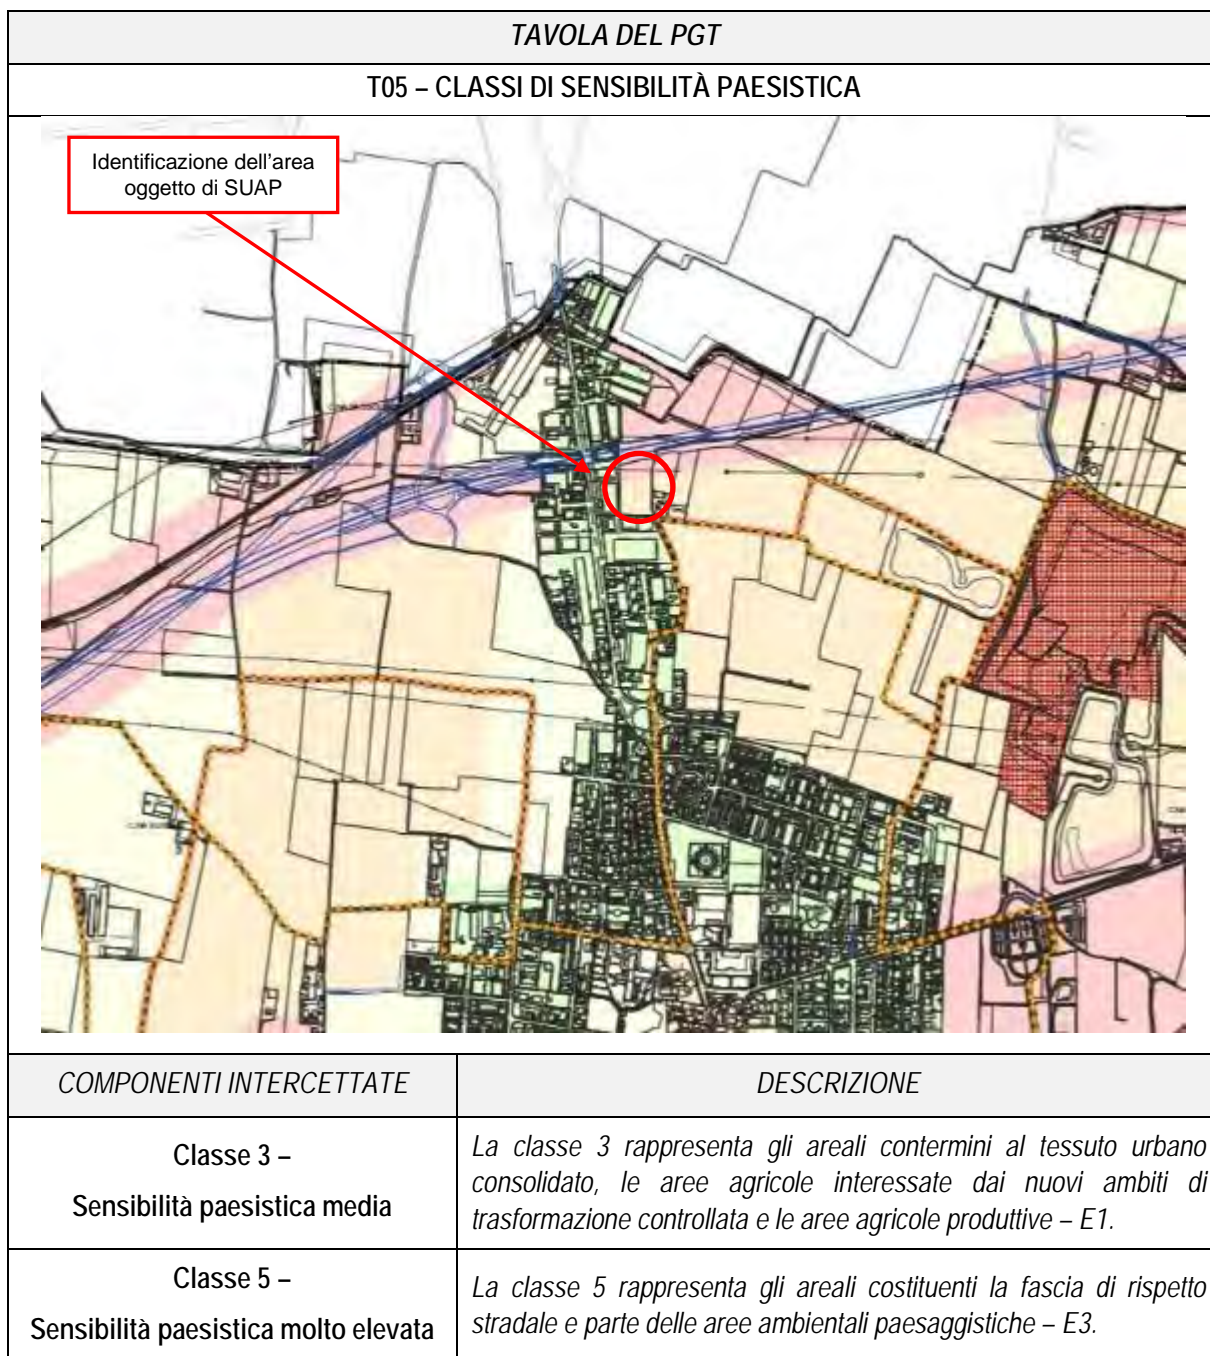 TAVOLA DEL PGT
T05 – CLASSI DI SENSIBILITÀ PAESISTICA
Identificazione dell'area
oggetto di SUAP
COMPONENTI INTERCETTATE
DESCRIZIONE
Classe 3 –
Sensibilità paesistica media
La classe 3 rappresenta gli areali contermini al tessuto urbano
consolidato, le aree agricole interessate dai nuovi ambiti di
trasformazione controllata e le aree agricole produttive – E1.
Classe 5 –
Sensibilità paesistica molto elevata
La classe 5 rappresenta gli areali costituenti la fascia di rispetto
stradale e parte delle aree ambientali paesaggistiche – E3.